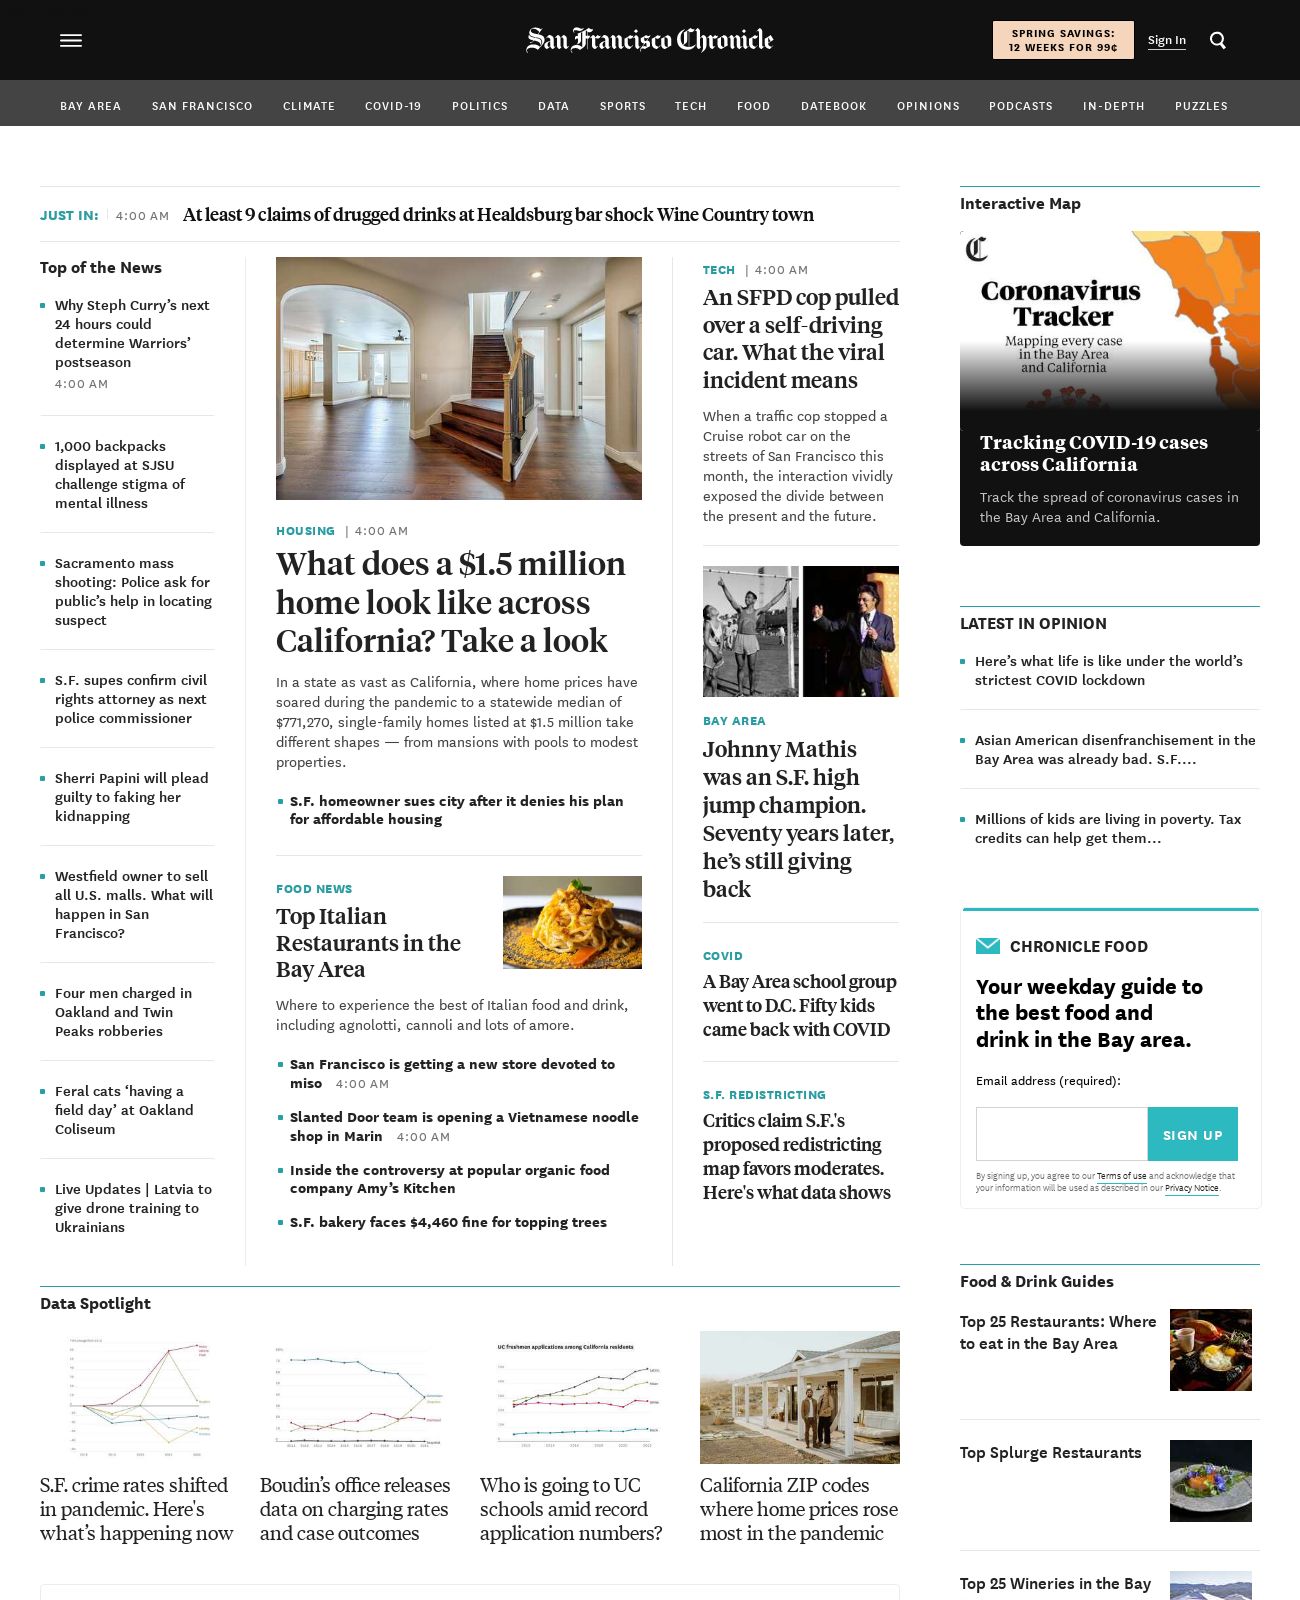 San Francisco Chronicle
SPRING SAVINGS:
12 WEEKS FOR 99¢
Sign In
BAY AREA SAN FRANCISCO CLIMATE COVID-19 POLITICS DATA SPORTS TECH FOOD DATEBOOK OPINIONS PODCASTS IN-DEPTH PUZZLES
JUST IN: 4:00 AM At least 9 claims of drugged drinks at Healdsburg bar shock Wine Country town
Top of the News
Why Steph Curry’s next
24 hours could
determine Warriors’
postseason
4:00 AM
1,000 backpacks
displayed at SJSU
challenge stigma of
mental illness
Sacramento mass
shooting: Police ask for
public’s help in locating
suspect
S.F. supes confirm civil
rights attorney as next
police commissioner
Sherri Papini will plead
guilty to faking her
kidnapping
Westfield owner to sell
all U.S. malls. What will
happen in San
Francisco?
Four men charged in
Oakland and Twin
Peaks robberies
Feral cats ‘having a
field day’ at Oakland
Coliseum
Live Updates | Latvia to
give drone training to
Ukrainians
HOUSING | 4:00 AM
What does a $1.5 million
home look like across
California? Take a look
In a state as vast as California, where home prices have
soared during the pandemic to a statewide median of
$771,270, single-family homes listed at $1.5 million take
different shapes — from mansions with pools to modest
properties.
S.F. homeowner sues city after it denies his plan
for affordable housing
FOOD NEWS
Top Italian
Restaurants in the
Bay Area
Where to experience the best of Italian food and drink,
including agnolotti, cannoli and lots of amore.
San Francisco is getting a new store devoted to
miso 4:00 AM
Slanted Door team is opening a Vietnamese noodle
shop in Marin 4:00 AM
Inside the controversy at popular organic food
company Amy’s Kitchen
S.F. bakery faces $4,460 fine for topping trees
TECH | 4:00 AM
An SFPD cop pulled
over a self-driving
car. What the viral
incident means
When a traffic cop stopped a
Cruise robot car on the
streets of San Francisco this
month, the interaction vividly
exposed the divide between
the present and the future.
BAY AREA
Johnny Mathis
was an S.F. high
jump champion.
Seventy years later,
he’s still giving
back
COVID
A Bay Area school group
went to D.C. Fifty kids
came back with COVID
S.F. REDISTRICTING
Critics claim S.F.'s
proposed redistricting
map favors moderates.
Here's what data shows
Interactive Map
C
Coronavirus
Tracker
Mapping every case
in the Bay Area
and California
Tracking COVID-19 cases
across California
Track the spread of coronavirus cases in
the Bay Area and California.
LATEST IN OPINION
Here’s what life is like under the world’s
strictest COVID lockdown
Asian American disenfranchisement in the
Bay Area was already bad. S.F....
Millions of kids are living in poverty. Tax
credits can help get them...
CHRONICLE FOOD
Your weekday guide to
the best food and
drink in the Bay area.
Email address (required):
SIGN UP
By signing up, you agree to our Terms of use and acknowledge that
your information will be used as described in our Privacy Notice.
Food & Drink Guides
Top 25 Restaurants: Where
to eat in the Bay Area
Top Splurge Restaurants
Top 25 Wineries in the Bay
Data Spotlight
UC freshmen applications among California residents
S.F. crime rates shifted
in pandemic. Here's
what’s happening now
Boudin’s office releases
data on charging rates
and case outcomes
Who is going to UC
schools amid record
application numbers?
California ZIP codes
where home prices rose
most in the pandemic